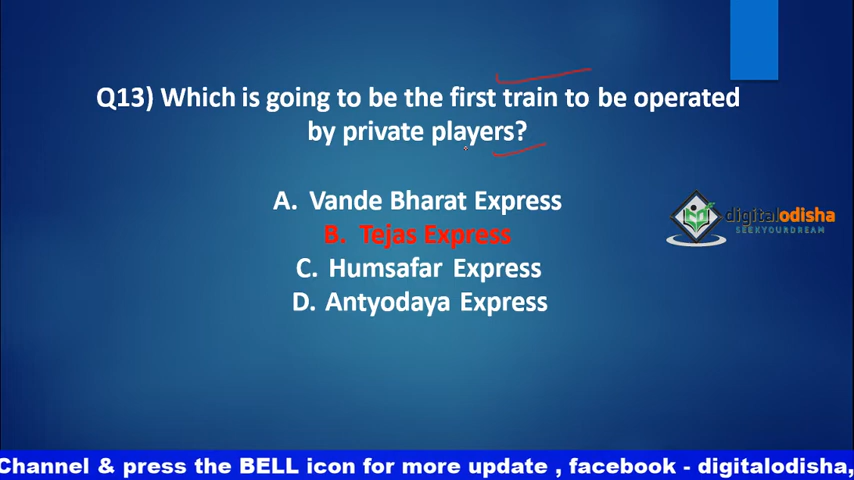 Q13) Which is going to be the first train to be operated
by private players?
A. Vande Bharat Express
B. Tejas Express
C. Humsafar Express
D. Antyodaya Express
digitalodisha
SEEKYOURDREAM
Channel & press the BELL icon for more update , facebook - digitalodisha,